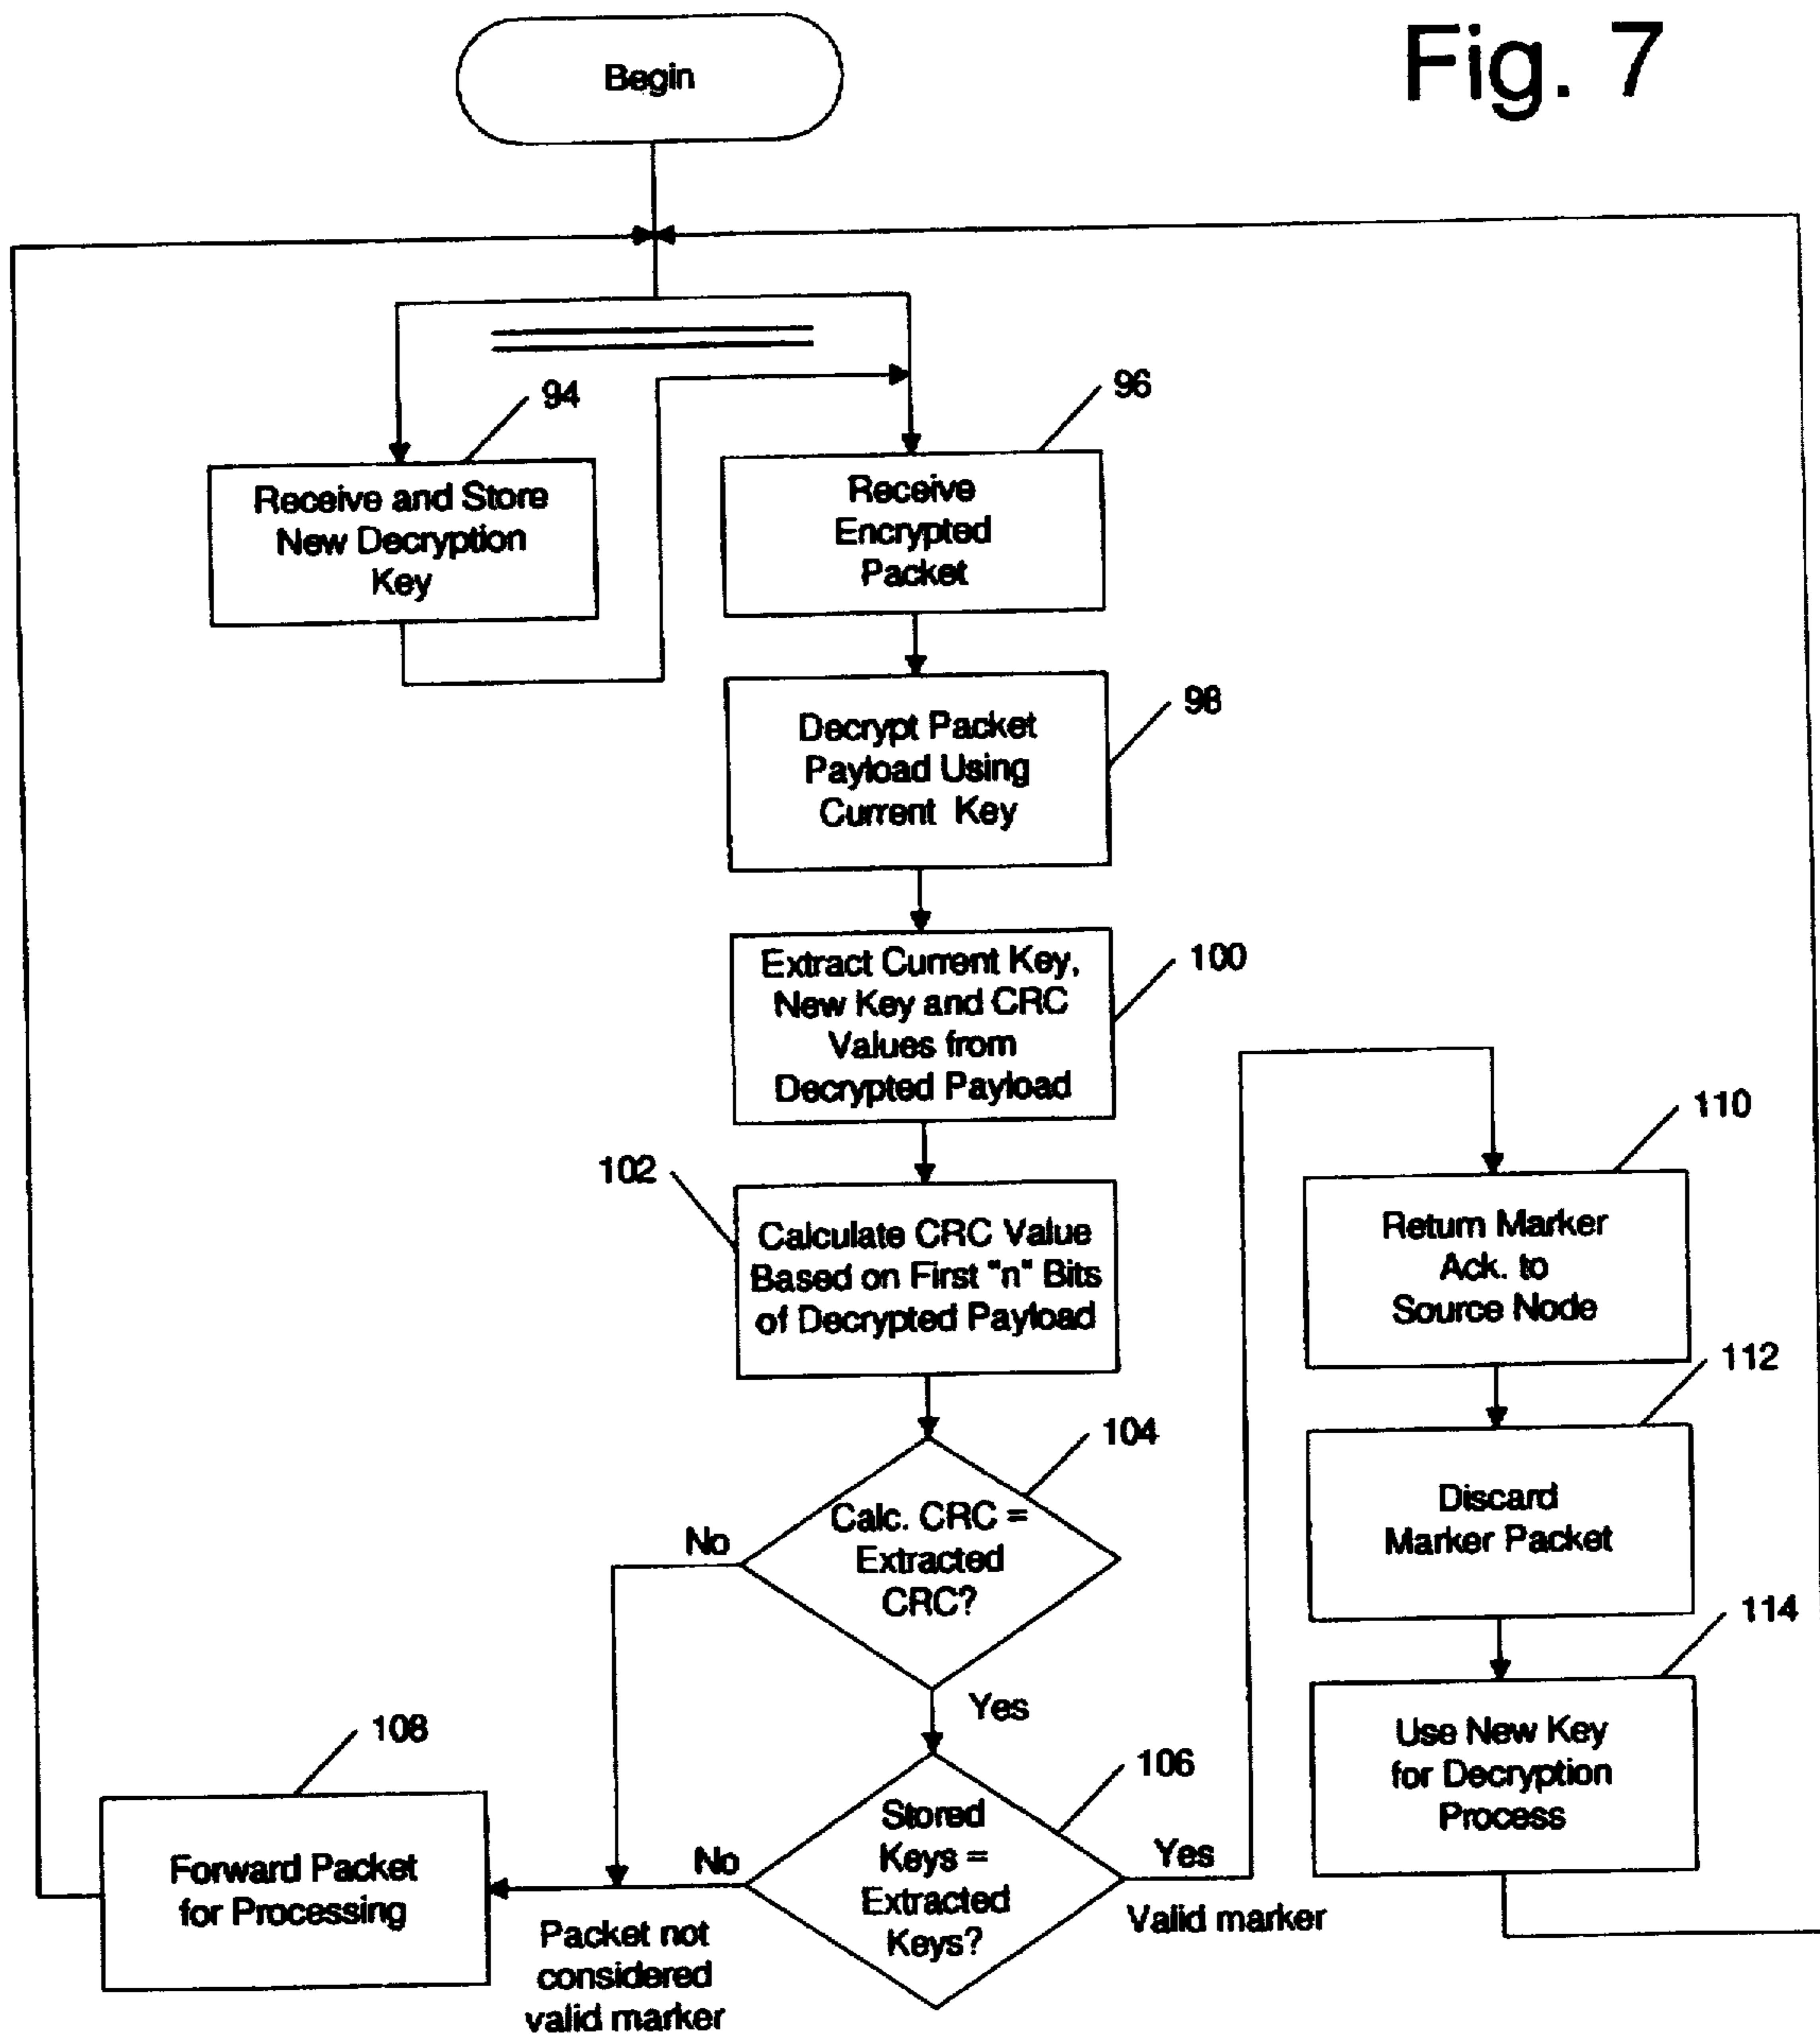 Fig. 7
Begin
94
96
Receive and Store
New Decryption
Key
Receive
Encrypted
Packet
98
Decrypt Packet
Payload Using
Current Key
100
Extract Current Key,
New Key and CRC
Values from
Decrypted Payload
102
Calculate CRC Value
Based on First "n" Bits
of Decrypted Payload
104
Calc. CRC =
Extracted
CRC?
No
Yes
106
Stored
Keys =
Extracted
Keys?
No
Packet not
considered
valid marker
108
Forward Packet
for Processing
Yes
Valid marker
110
Return Marker
Ack. to
Source Node
112
Discard
Marker Packet
114
Use New Key
for Decryption
Process